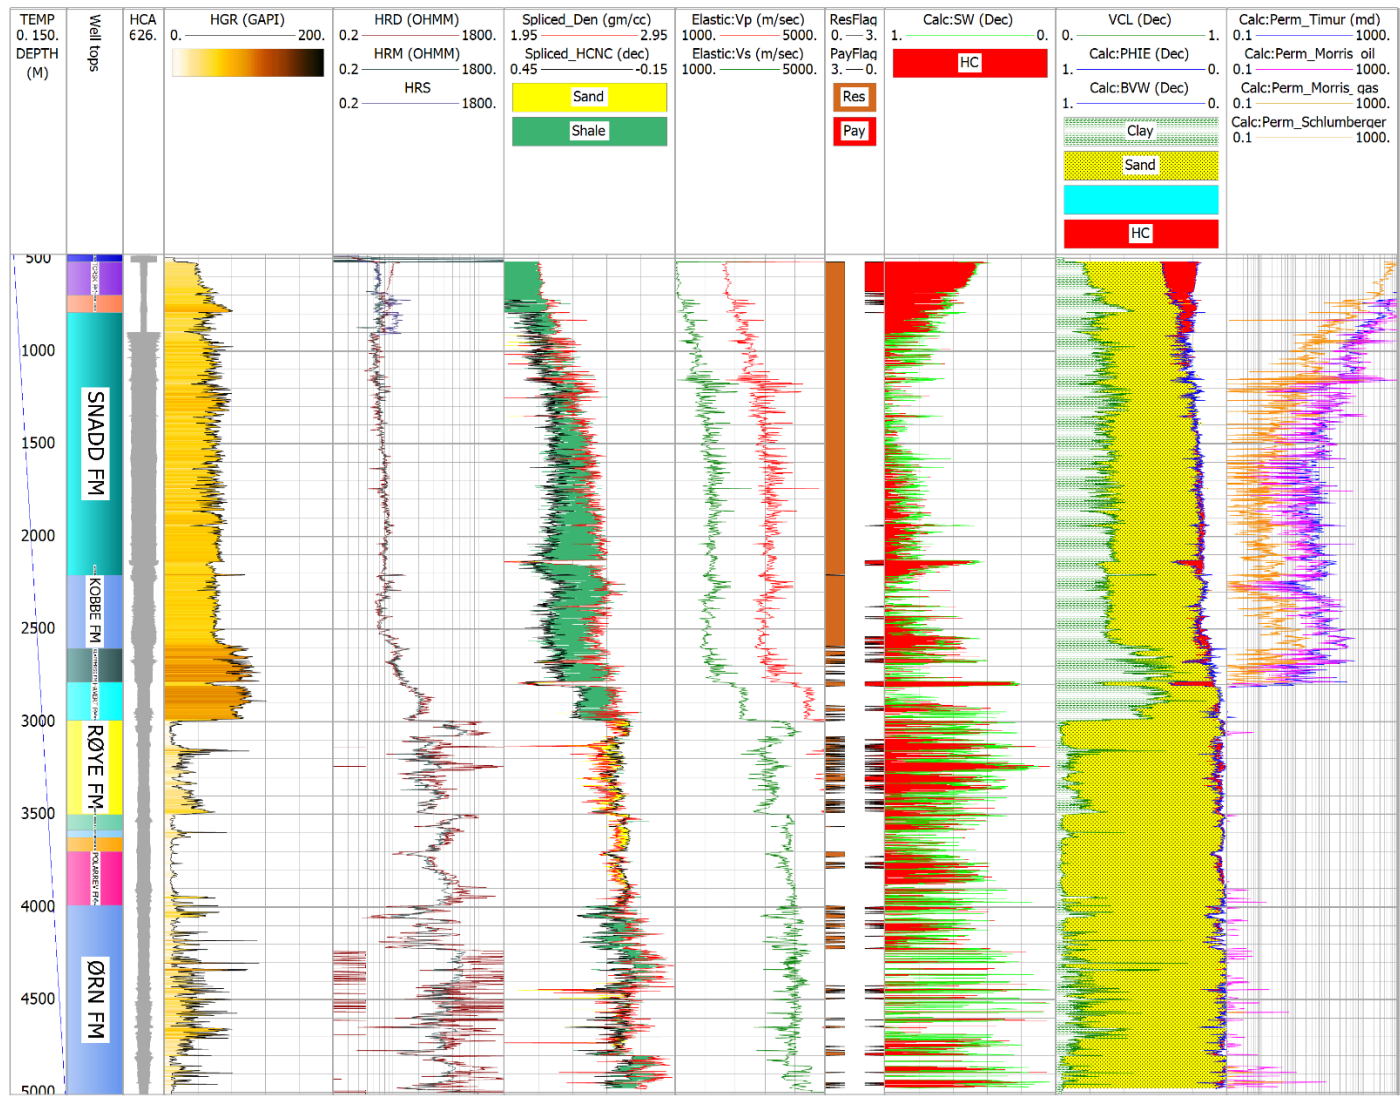 TEMP
0. 150.
DEPTH
(M)
Well tops
HCA
6 26.
HGR (GAPI)
0. 200.
HRD (OHMM)
0.2 1800.
HRM (OHMM)
0.2 1800.
HRS
0.2 1800.
Spliced_Den (gm/cc)
1.95 2.95
Spliced_HCNC (dec)
0.45 -0.15
Sand
Shale
Elastic:Vp (m/sec)
1000. 5000.
Elastic:Vs (m/sec)
1000. 5000.
ResFlag
0. 3.
PayFlag
3. 0.
Res
Pay
Calc:SW (Dec)
1. 0.
HC
VCL (Dec)
0. 1.
Calc:PHIE (Dec)
1. 0.
Calc:BVW (Dec)
1. 0.
Clay
Sand
HC
Calc:Perm_Timur (md)
0.1 1000.
Calc:Perm_Morris_oil
0.1 1000.
Calc:Perm_Morris_gas
0.1 1000.
Calc:Perm_Schlumberger
0.1 1000.
500
1000
SNADD FM
1500
2000
KOBBE FM
2500
3000
RØYE FM
3500
POLARREV FM
4000
ØRN FM
4500
5000